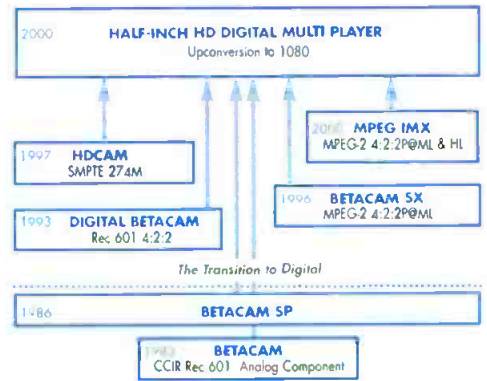 2000 HALF-INCH HD DIGITAL MULTI PLAYER
Upconversion to 1080
1997 HDCAM
SMPTE 274M
2000 MPEG IMX
MPEG-2 4:2:2P@ML & HL
1996 BETACAM SX
MPEG-2 4:2:2P@ML
1993 DIGITAL BETACAM
Rec 601 4:2:2
The Transition to Digital
1986 BETACAM SP
BETACAM
CCIR Rec 601 Analog Component